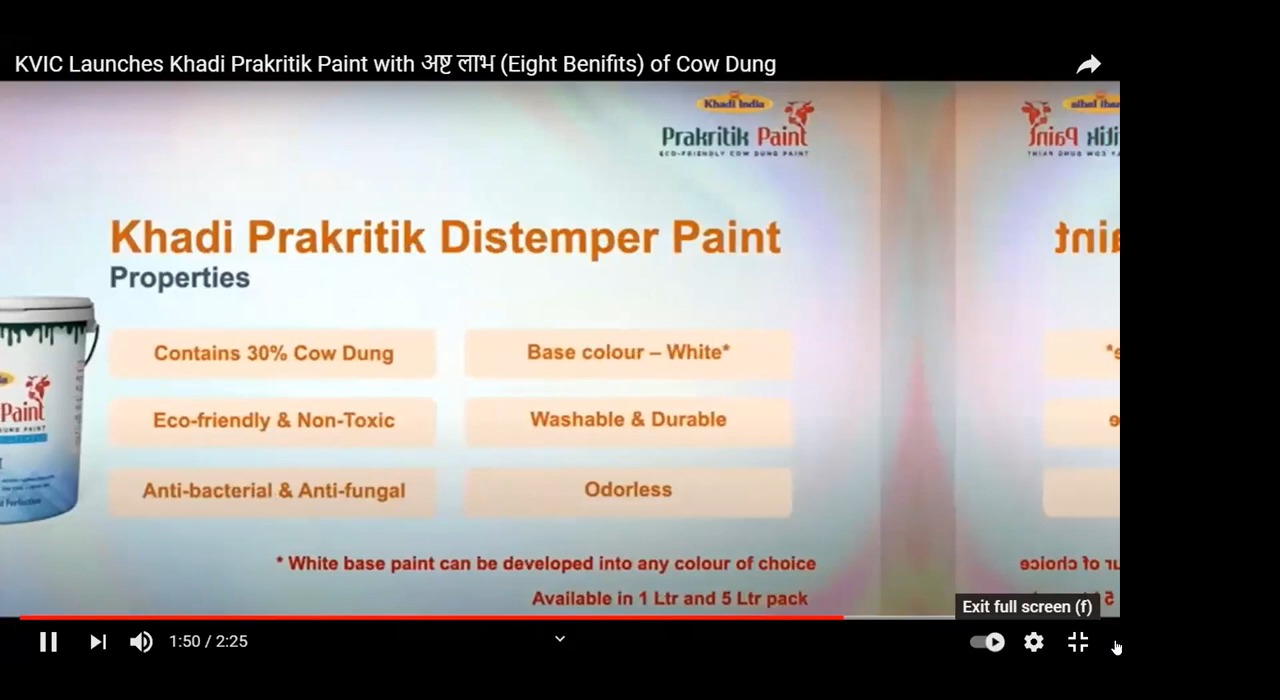 KVIC Launches Khadi Prakritik Paint with अष्ट लाभ (Eight Benifits) of Cow Dung
Khadi India
Prakritik Paint
ECO-FRIENDLY COW DUNG PAINT
Khadi Prakritik Distemper Paint
Properties
Contains 30% Cow Dung
Base colour – White*
Eco-friendly & Non-Toxic
Washable & Durable
Anti-bacterial & Anti-fungal
Odorless
Paint
* White base paint can be developed into any colour of choice
Available in 1 Ltr and 5 Ltr pack
Exit full screen (f)
1:50 / 2:25